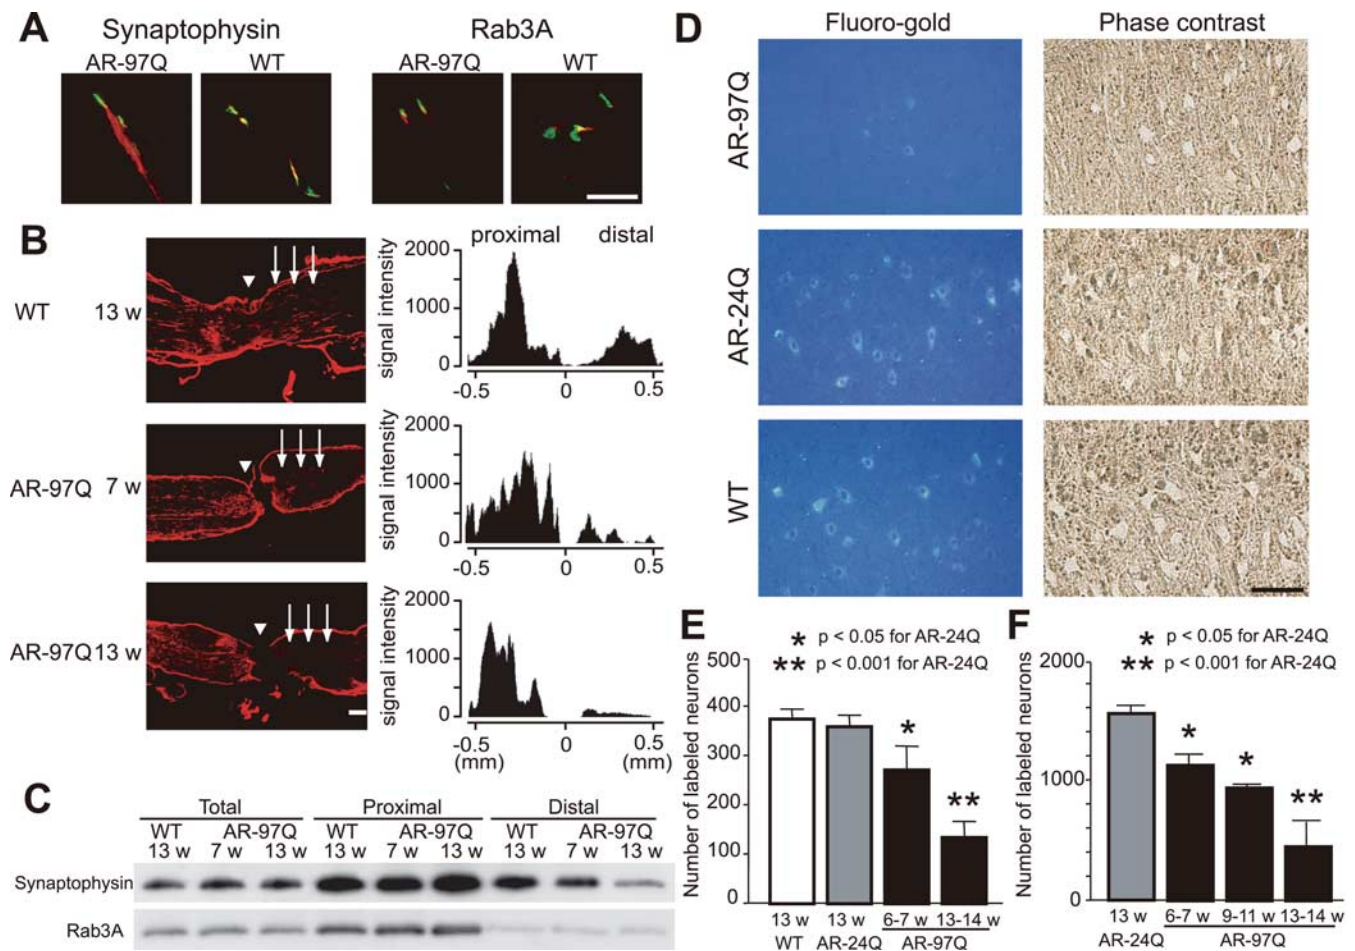 A
Synaptophysin Rab3A
AR-97Q WT AR-97Q WT
B
proximal distal
WT 13 w
signal intensity
2000
1000
0
-0.5 0 0.5
AR-97Q 7 w
signal intensity
2000
1000
0
-0.5 0 0.5
AR-97Q 13 w
signal intensity
2000
1000
0
-0.5 0 0.5
(mm) (mm)
C
Total Proximal Distal
WT AR-97Q WT AR-97Q WT AR-97Q
13 w 7 w 13 w 13 w 7 w 13 w 13 w 7 w 13 w
Synaptophysin
Rab3A
D
Fluoro-gold Phase contrast
AR-97Q
AR-24Q
WT
E
* p < 0.05 for AR-24Q
** p < 0.001 for AR-24Q
Number of labeled neurons
500
400
300
200
100
0
*
**
13 w 13 w 6-7 w 13-14 w
WT AR-24Q AR-97Q
F
* p < 0.05 for AR-24Q
** p < 0.001 for AR-24Q
Number of labeled neurons
2000
1000
0
*
*
**
13 w 6-7 w 9-11 w 13-14 w
AR-24Q AR-97Q